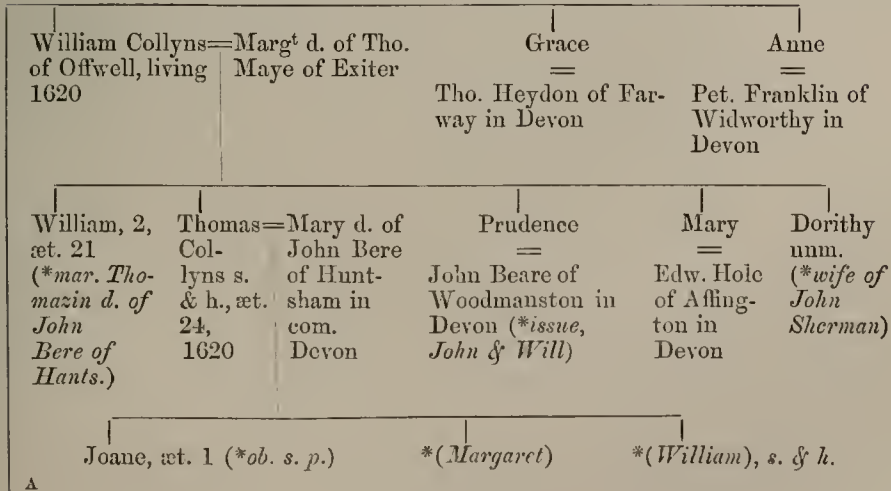 William Collyns=Margt d. of Tho.
of Offwell, living Maye of Exiter
1620
Grace
=
Tho. Heydon of Far-
way in Devon
Anne
=
Pet. Franklin of
Widworthy in
Devon
William, 2,
æt. 21
(*mar. Tho-
mazin d. of
John
Bere of
Hants.)
Thomas=Mary d. of
Col- John Bere
lyns s. of Hunt-
& h., æt. sham in
24, com.
1620 Devon
Prudence
=
John Beare of
Woodmanston in
Devon (*issue,
John & Will)
Mary
=
Edw. Hole
of Affing-
ton in
Devon
Dorithy
unm.
(*wife of
John
Sherman)
Joane, æt. 1 (*ob. s. p.) *(Margaret) *(William), s. & h.
A